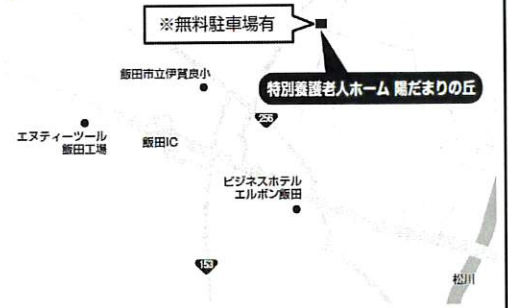 ※無料駐車場有
特別養護老人ホーム 陽だまりの丘
飯田市立伊賀良小
256
エヌティーツール
飯田工場
飯田IC
ビジネスホテル
エルボン飯田
153
松川